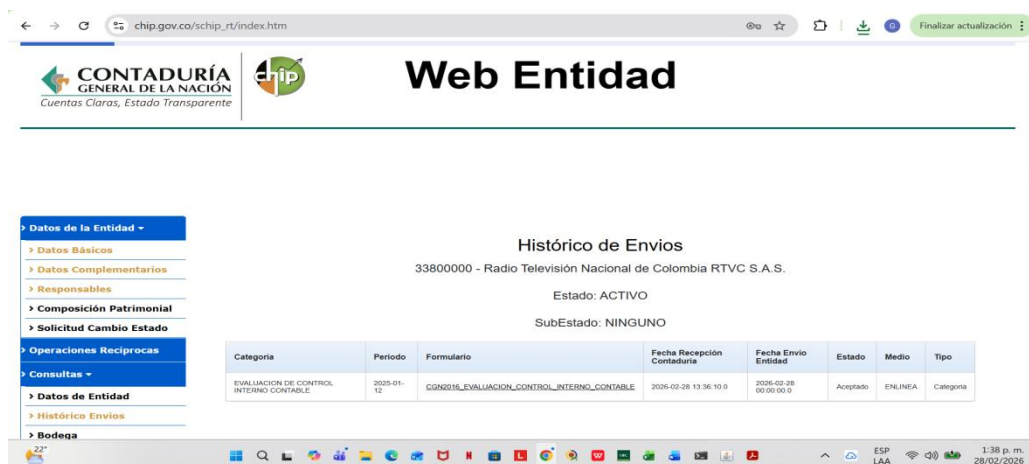 chip.gov.co/schip_rt/index.htm
G
Finalizar actualización
CONTADURÍA
GENERAL DE LA NACIÓN
Cuentas Claras, Estado Transparente
chip
Web Entidad
> Datos de la Entidad
> Datos Básicos
> Datos Complementarios
> Responsables
> Composición Patrimonial
> Solicitud Cambio Estado
> Operaciones Reciprocas
> Consultas
> Datos de Entidad
> Histórico Envios
> Bodega
Histórico de Envios
33800000 - Radio Televisión Nacional de Colombia RTVC S.A.S.
Estado: ACTIVO
SubEstado: NINGUNO
Categoria Periodo Formulario Fecha Recepción Contaduria Fecha Envio Entidad Estado Medio Tipo
EVALUACION DE CONTROL INTERNO CONTABLE 2025-01-12 CGN2016_EVALUACION_CONTROL_INTERNO_CONTABLE 2026-02-28 13:36:10.0 2026-02-28 00:00:00.0 Aceptado ENLINEA Categoria
22°
ESP
LAA
1:38 p. m.
28/02/2026